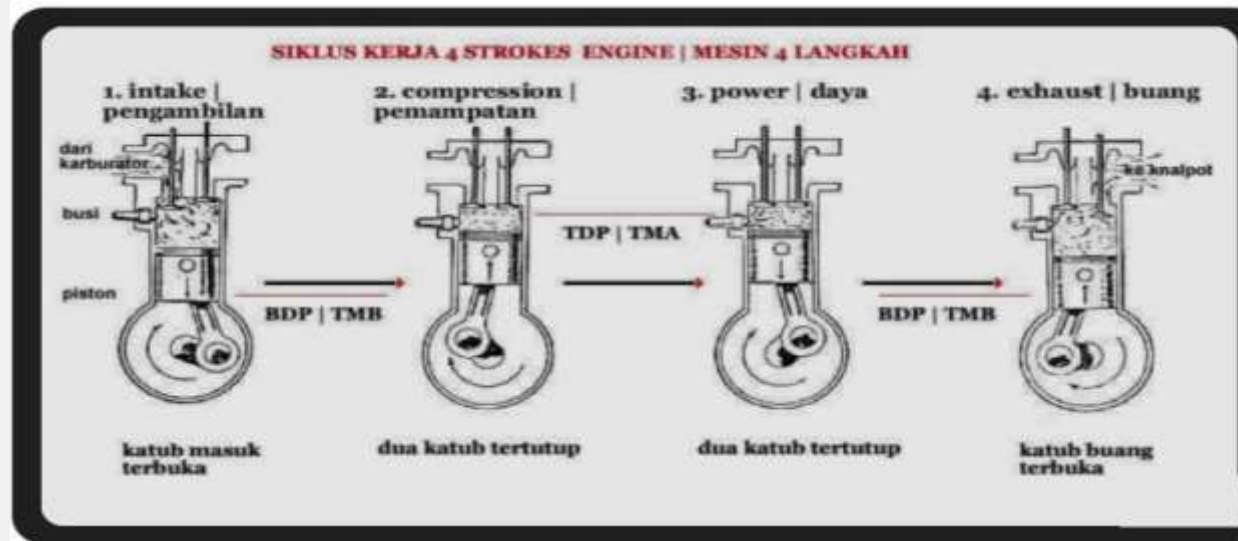 SIKLUS KERJA 4 STROKES ENGINE | MESIN 4 LANGKAH
1. intake |
pengambilan
2. compression |
pemampatan
3. power | daya
4. exhaust | buang
dari
karburator
busi
piston
ke knalpot
TDP | TMA
BDP | TMB
BDP | TMB
katub masuk
terbuka
dua katub tertutup
dua katub tertutup
katub buang
terbuka